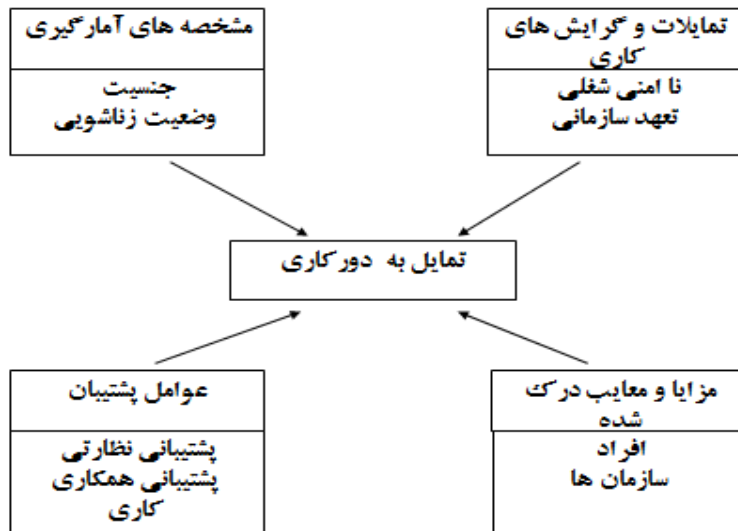 تمایلات و گرایش های
کاری
نا امنی شغلی
تعهد سازمانی
مشخصه های آمارگیری
جنسیت
وضعیت زناشویی
تمایل به دورکاری
مزایا و معایب درک
شده
افراد
سازمان ها
عوامل پشتیبان
پشتیبانی نظارتی
پشتیبانی همکاری
کاری